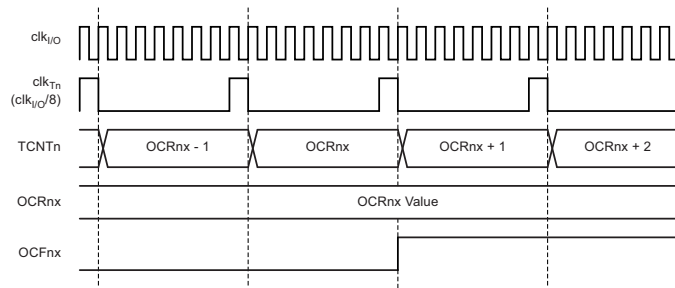 clkI/O
clkTn
(clkI/O/8)
TCNTn OCRnx - 1 OCRnx OCRnx + 1 OCRnx + 2
OCRnx OCRnx Value
OCFnx